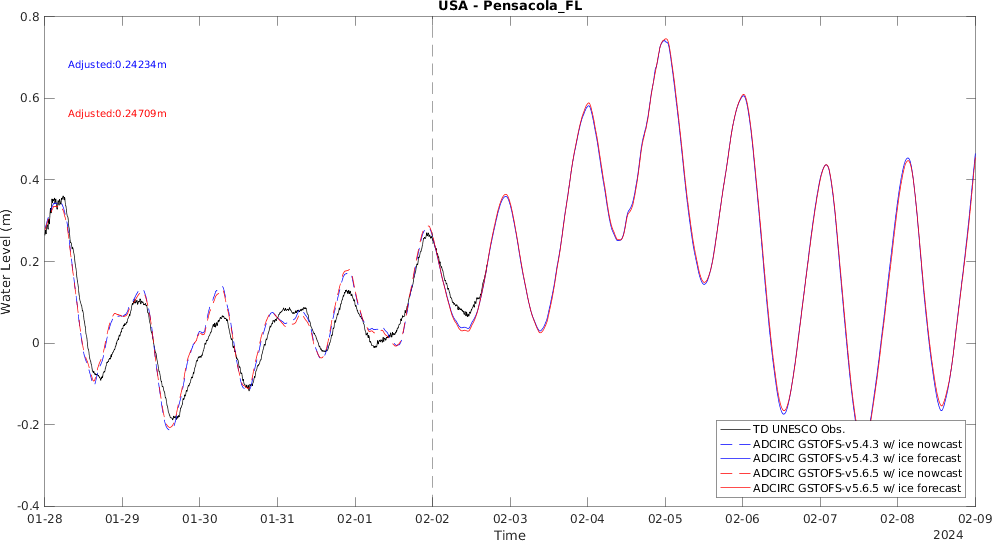 USA - Pensacola_FL
0.8
Adjusted:0.24234m
0.6
Adjusted:0.24709m
0.4
Water Level (m)
0.2
0
-0.2
TD UNESCO Obs.
ADCIRC GSTOFS-v5.4.3 w/ ice nowcast
ADCIRC GSTOFS-v5.4.3 w/ ice forecast
ADCIRC GSTOFS-v5.6.5 w/ ice nowcast
ADCIRC GSTOFS-v5.6.5 w/ ice forecast
-0.4
01-28 01-29 01-30 01-31 02-01 02-02 02-03 02-04 02-05 02-06 02-07 02-08 02-09
Time
2024